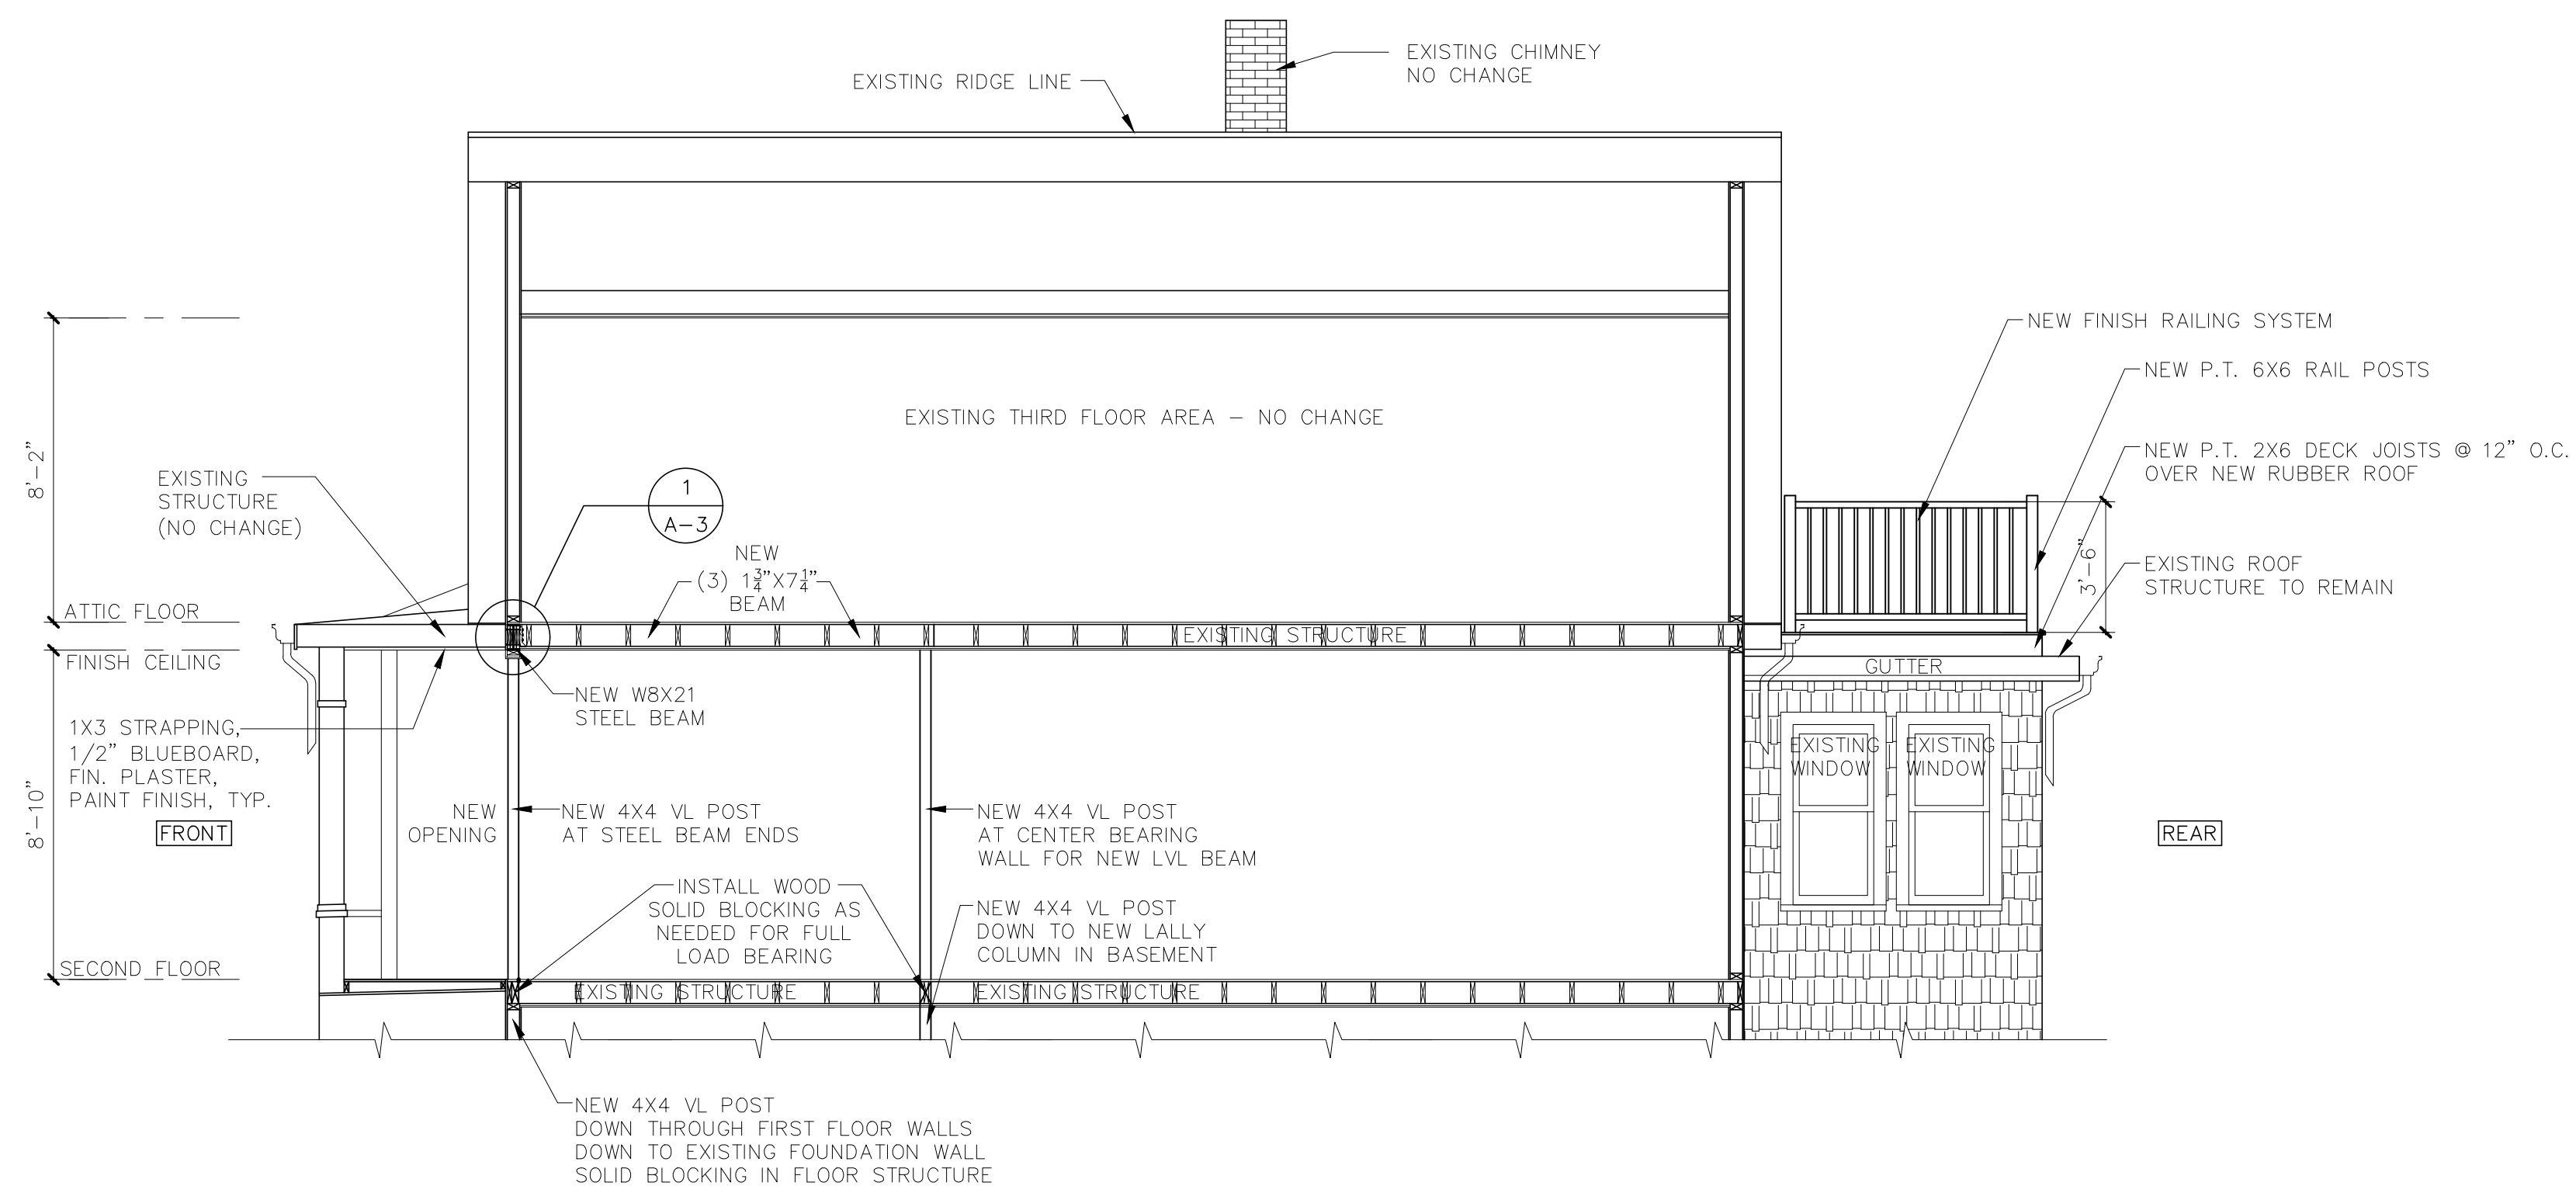 EXISTING CHIMNEY
NO CHANGE
EXISTING RIDGE LINE
NEW FINISH RAILING SYSTEM
NEW P.T. 6X6 RAIL POSTS
EXISTING THIRD FLOOR AREA – NO CHANGE
NEW P.T. 2X6 DECK JOISTS @ 12" O.C.
OVER NEW RUBBER ROOF
8'–2"
EXISTING
STRUCTURE
(NO CHANGE)
1
A–3
NEW
(3) 1¾"X7¼"
BEAM
3'–6"
EXISTING ROOF
STRUCTURE TO REMAIN
ATTIC FLOOR
EXISTING STRUCTURE
FINISH CEILING
GUTTER
NEW W8X21
STEEL BEAM
1X3 STRAPPING,
1/2" BLUEBOARD,
FIN. PLASTER,
PAINT FINISH, TYP.
EXISTING
WINDOW
EXISTING
WINDOW
8'–10"
FRONT
NEW
OPENING
NEW 4X4 VL POST
AT STEEL BEAM ENDS
NEW 4X4 VL POST
AT CENTER BEARING
WALL FOR NEW LVL BEAM
REAR
INSTALL WOOD
SOLID BLOCKING AS
NEEDED FOR FULL
LOAD BEARING
NEW 4X4 VL POST
DOWN TO NEW LALLY
COLUMN IN BASEMENT
SECOND FLOOR
EXISTING STRUCTURE
EXISTING STRUCTURE
NEW 4X4 VL POST
DOWN THROUGH FIRST FLOOR WALLS
DOWN TO EXISTING FOUNDATION WALL
SOLID BLOCKING IN FLOOR STRUCTURE